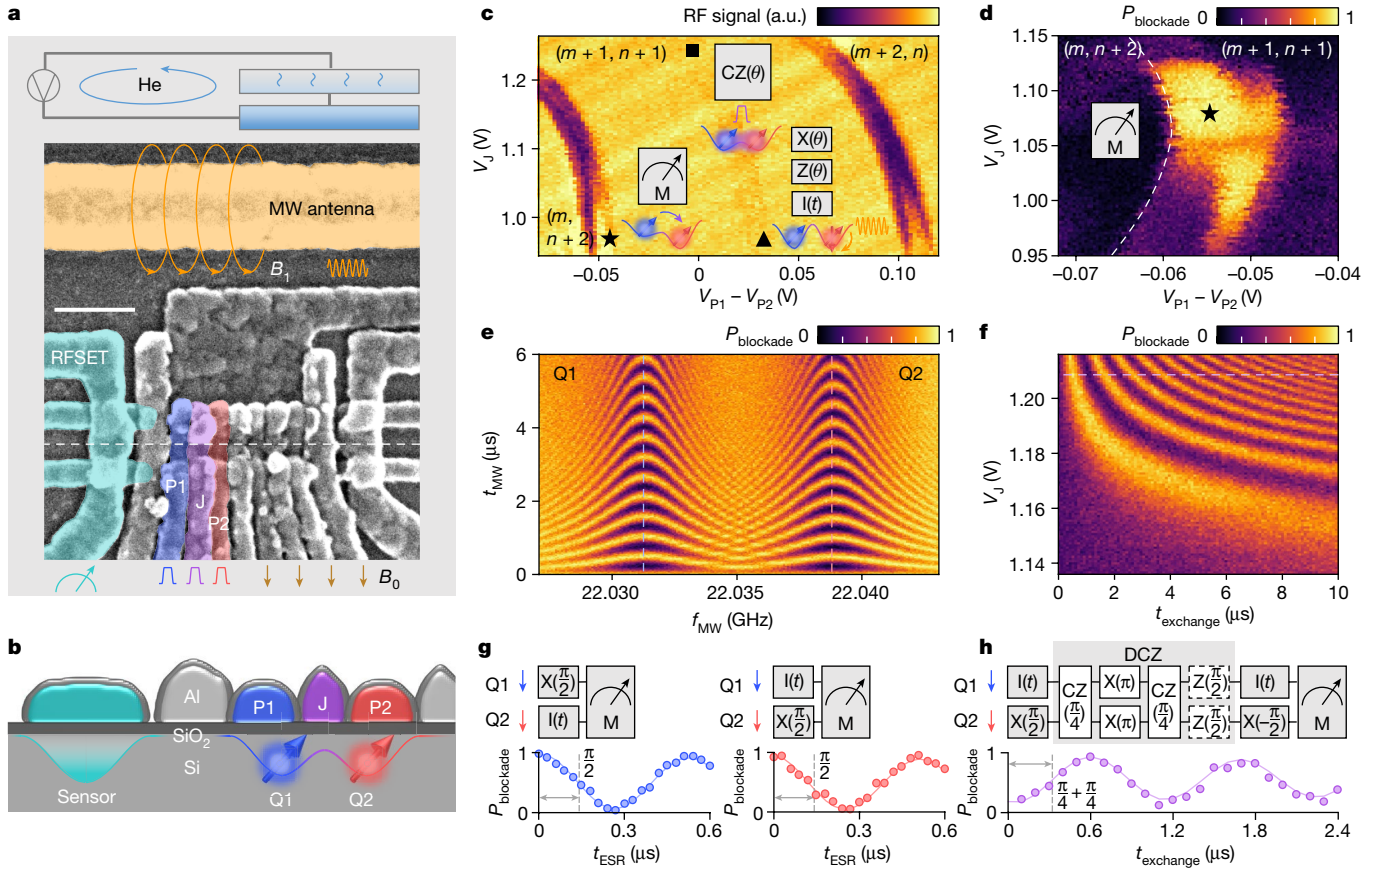 a
He
MW antenna
B1
RFSET
P1
J
P2
B0
b
Al
P1
J
P2
SiO2
Si
Sensor
Q1
Q2
c
RF signal (a.u.)
(m + 1, n + 1)
(m + 2, n)
CZ(θ)
X(θ)
Z(θ)
I(t)
M
(m,
n + 2)
1.2
1.1
1.0
VJ (V)
−0.05
0
0.05
0.10
VP1 − VP2 (V)
d
Pblockade 0 1
(m, n + 2)
(m + 1, n + 1)
M
1.15
1.10
1.05
1.00
0.95
VJ (V)
−0.07
−0.06
−0.05
−0.04
VP1 − VP2 (V)
e
Pblockade 0 1
Q1
Q2
6
4
2
0
tMW (μs)
22.030
22.040
fMW (GHz)
f
Pblockade 0 1
1.20
1.18
1.16
1.14
VJ (V)
0 2 4 6 8 10
texchange (μs)
g
Q1 X(π/2)
Q2 I(t)
M
1
0
Pblockade
π/2
0 0.3 0.6
tESR (μs)
Q1 I(t)
Q2 X(π/2)
M
1
0
Pblockade
π/2
0 0.3 0.6
tESR (μs)
h
DCZ
Q1 I(t) CZ(π/4) X(π) CZ(π/4) Z(π/2) I(t)
Q2 X(π/2) X(π) Z(π/2) X(−π/2)
M
1
0
Pblockade
π/4 + π/4
0 0.6 1.2 1.8 2.4
texchange (μs)